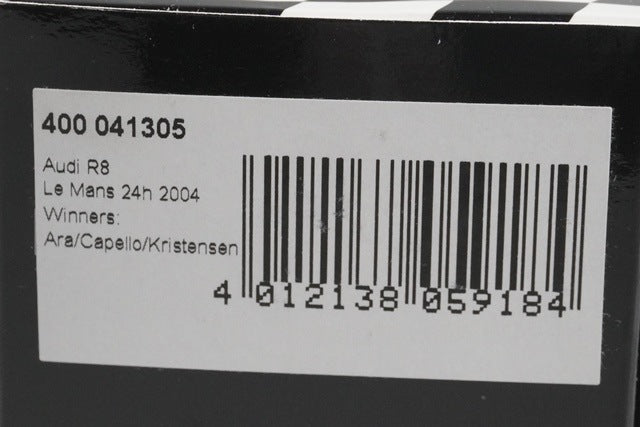 400 041305
Audi R8
Le Mans 24h 2004
Winners:
Ara/Capello/Kristensen
4 012138 059184